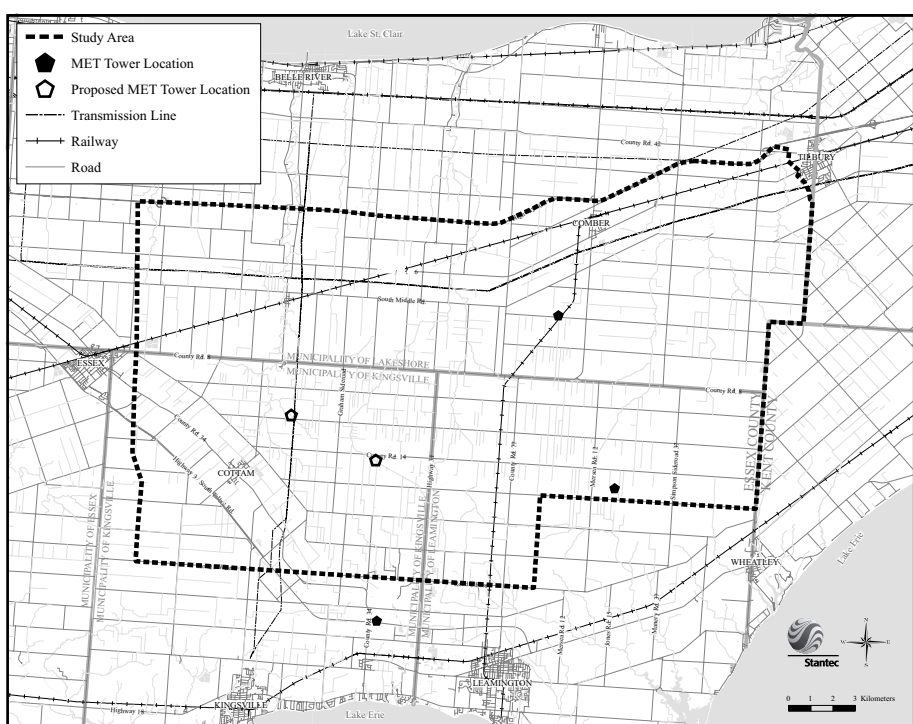 Study Area
MET Tower Location
Proposed MET Tower Location
Transmission Line
Railway
Road
Lake St. Clair
BELLE RIVER
County Rd. 42
TILBURY
COMBER
South Middle Rd.
ESSEX
County Rd. 8
MUNICIPALITY OF LAKESHORE
MUNICIPALITY OF KINGSVILLE
County Rd. 8
Graham Sideroad
ESSEX COUNTY
KENT COUNTY
County Rd. 34
County Rd. 14
Highway 31
County Rd. 77
Mersea Rd. 12
Simpson Sideroad
COTTAM
MUNICIPALITY OF ESSEX
MUNICIPALITY OF KINGSVILLE
MUNICIPALITY OF KINGSVILLE
MUNICIPALITY OF LEAMINGTON
Lake Erie
WHEATLEY
LEAMINGTON
KINGSVILLE
Highway 18
Lake Erie
Stantec
N
W
E
S
0 1 2 3 Kilometers